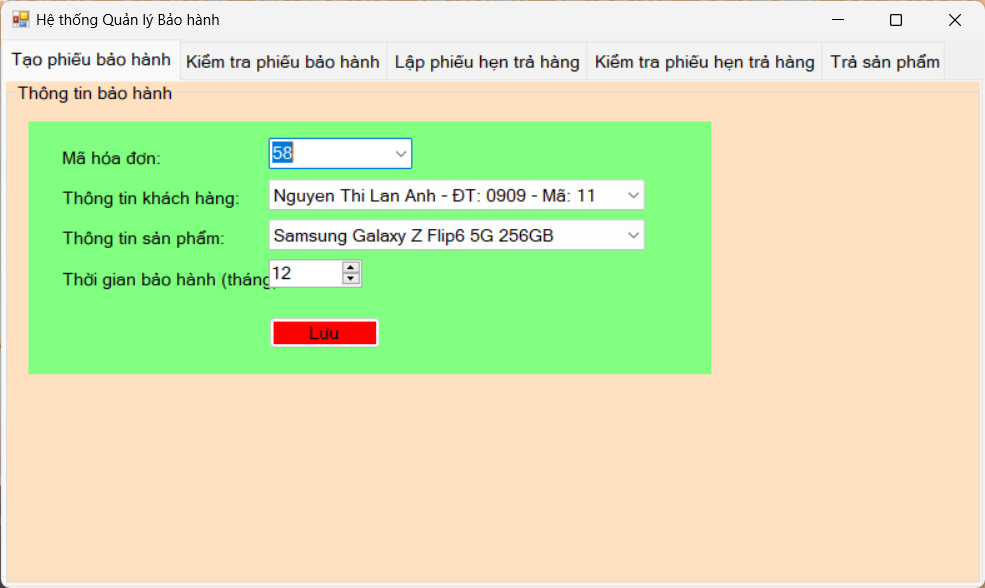 Hệ thống Quản lý Bảo hành
Tạo phiếu bảo hành Kiểm tra phiếu bảo hành Lập phiếu hẹn trả hàng Kiểm tra phiếu hẹn trả hàng Trả sản phẩm
Thông tin bảo hành
Mã hóa đơn: 58
Thông tin khách hàng: Nguyen Thi Lan Anh - ĐT: 0909 - Mã: 11
Thông tin sản phẩm: Samsung Galaxy Z Flip6 5G 256GB
Thời gian bảo hành (tháng 12
Lưu